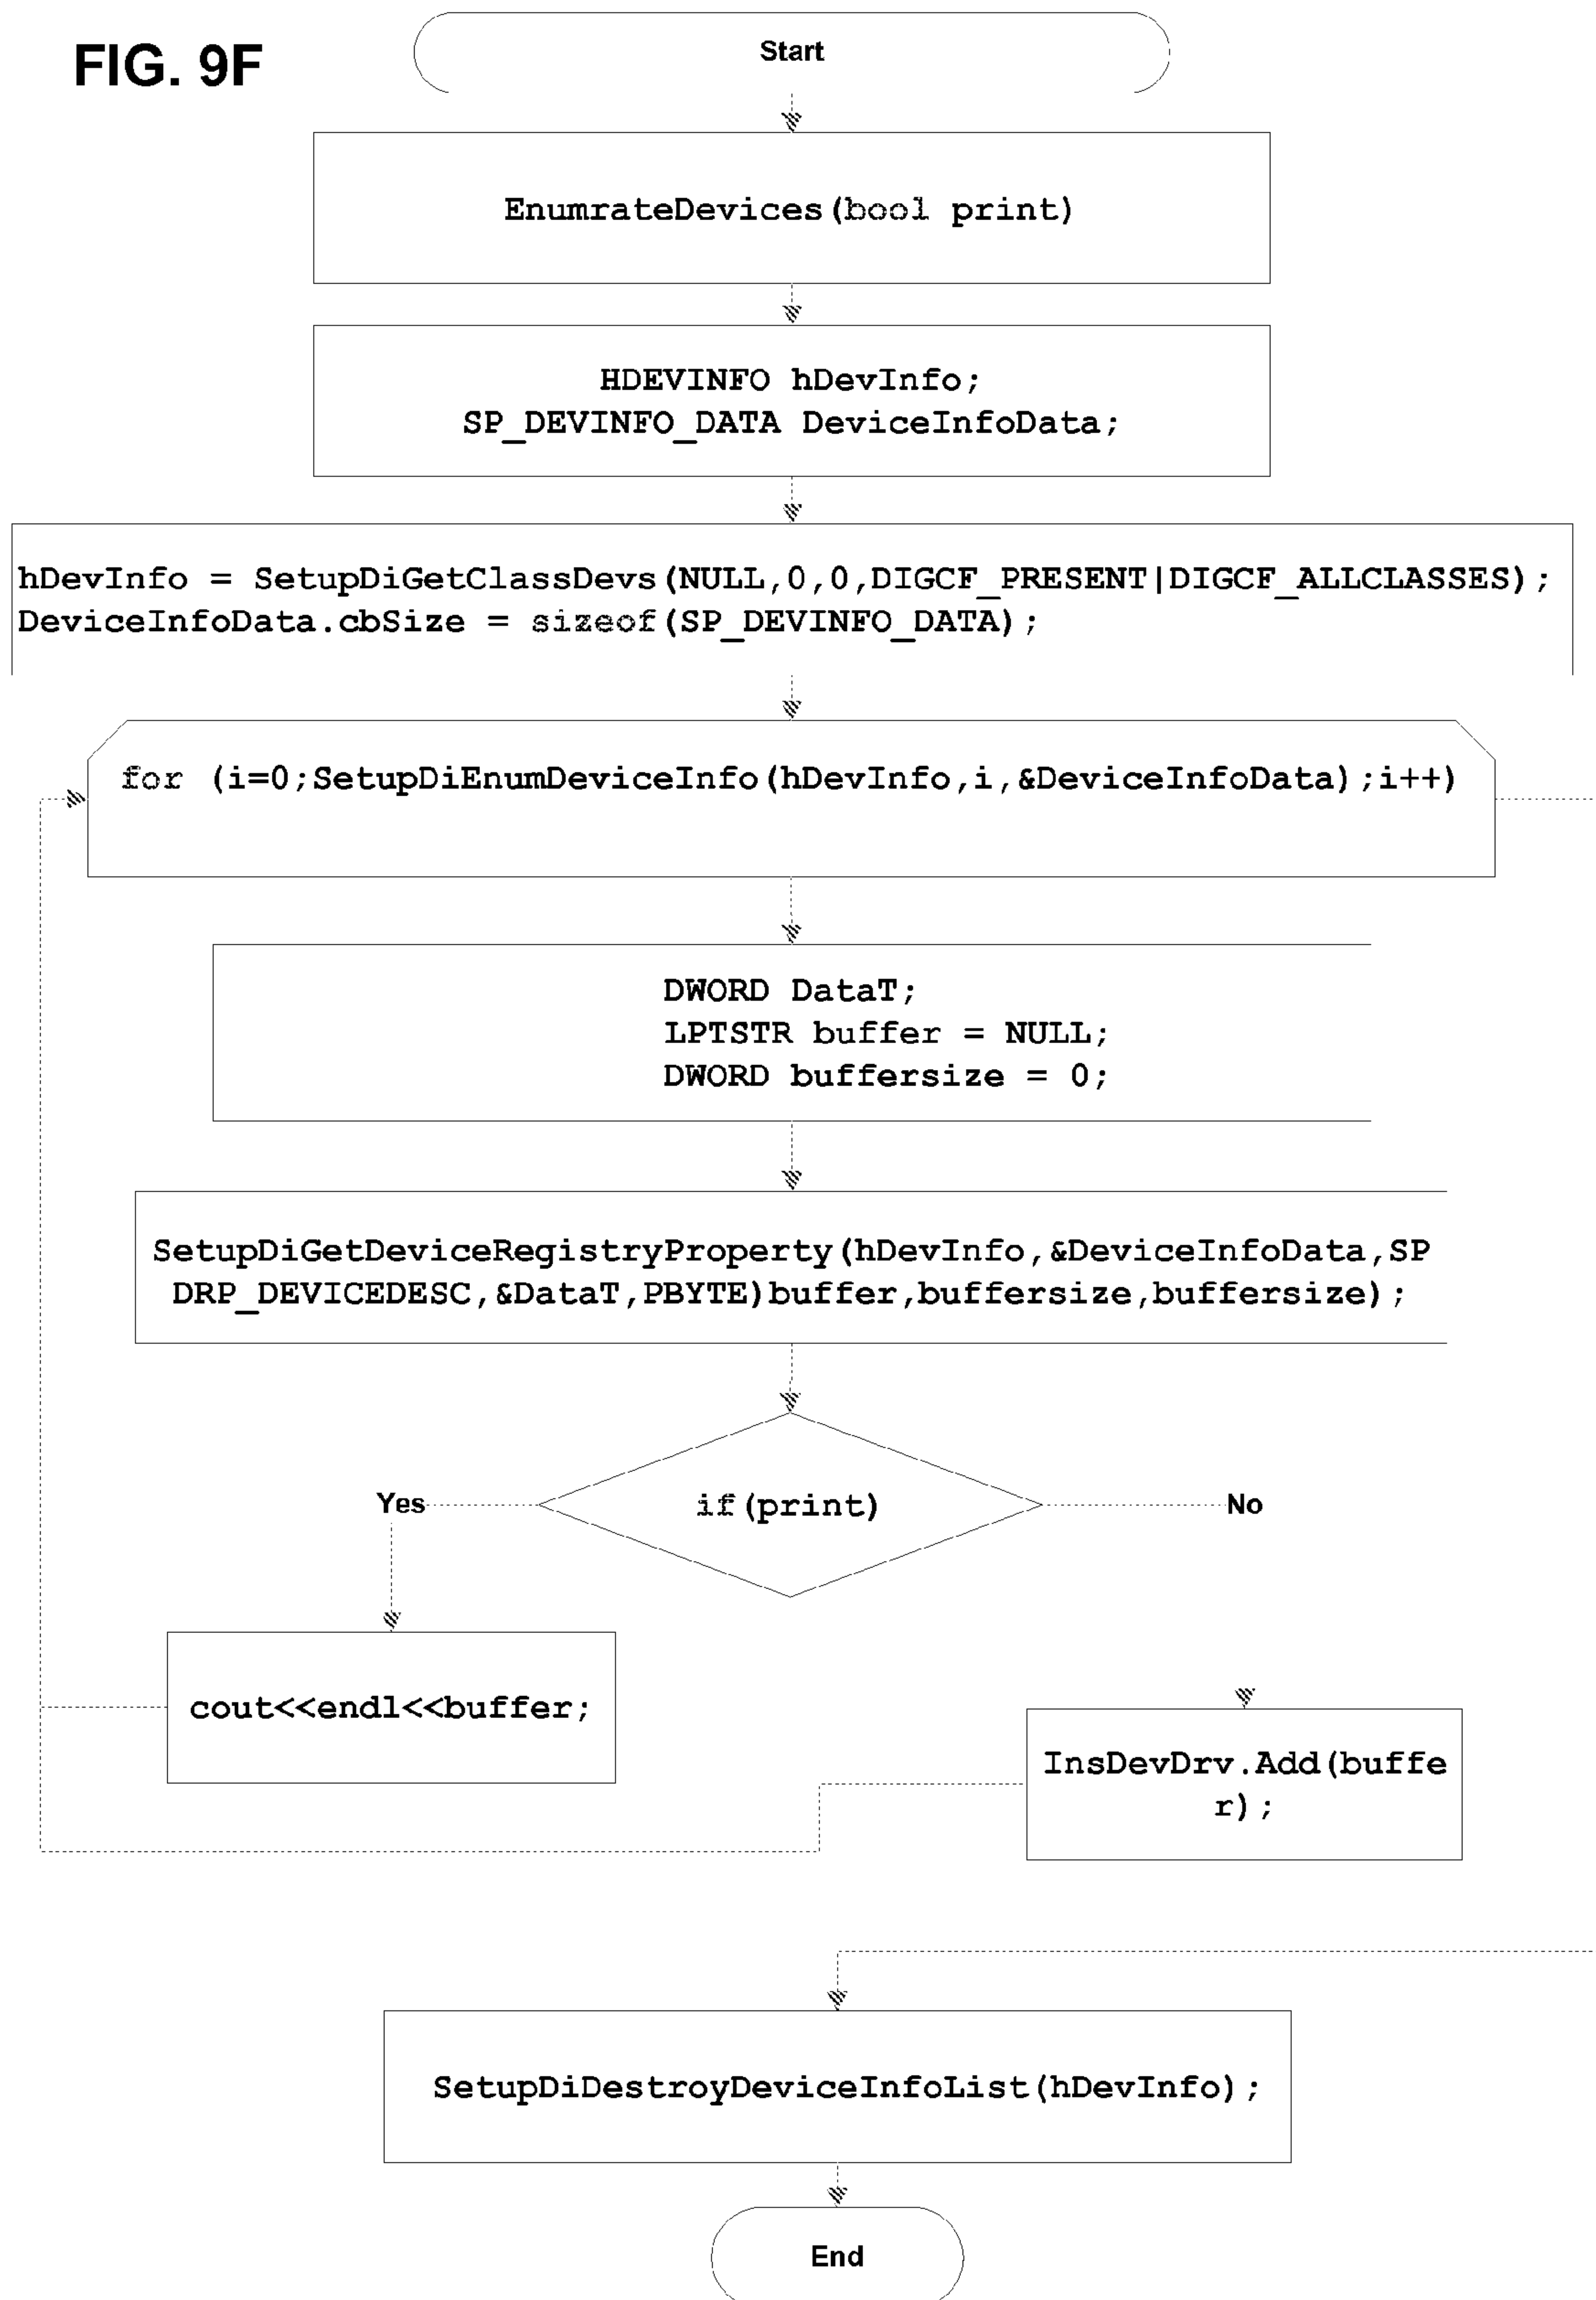 FIG. 9F
Start
EnumrateDevices(bool print)
HDEVINFO hDevInfo;
SP_DEVINFO_DATA DeviceInfoData;
hDevInfo = SetupDiGetClassDevs(NULL,0,0,DIGCF_PRESENT|DIGCF_ALLCLASSES);
DeviceInfoData.cbSize = sizeof(SP_DEVINFO_DATA);
for (i=0;SetupDiEnumDeviceInfo(hDevInfo,i,&DeviceInfoData);i++)
DWORD DataT;
LPTSTR buffer = NULL;
DWORD buffersize = 0;
SetupDiGetDeviceRegistryProperty(hDevInfo,&DeviceInfoData,SP
DRP_DEVICEDESC,&DataT,PBYTE)buffer,buffersize,buffersize);
if(print)
Yes
No
cout<<endl<<buffer;
InsDevDrv.Add(buffe
r);
SetupDiDestroyDeviceInfoList(hDevInfo);
End